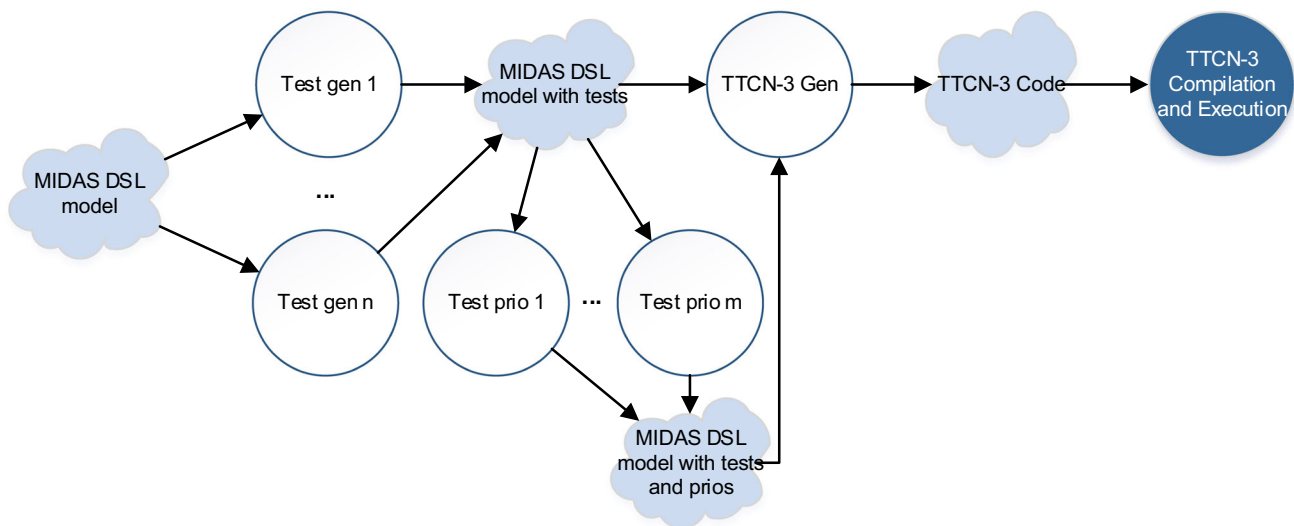 Test gen 1
MIDAS DSL
model with tests
TTCN-3 Gen
TTCN-3 Code
TTCN-3
Compilation
and Execution
MIDAS DSL
model
...
Test gen n
Test prio 1
...
Test prio m
MIDAS DSL
model with tests
and prios